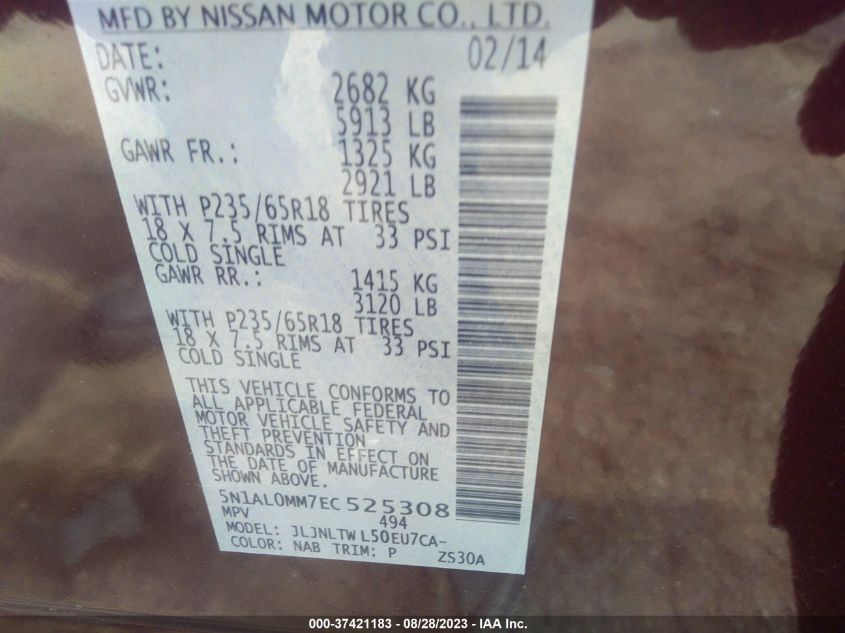 MFD BY NISSAN MOTOR CO., LTD.
DATE: 02/14
GVWR: 2682 KG
5913 LB
GAWR FR.: 1325 KG
2921 LB
WITH P235/65R18 TIRES
18 X 7.5 RIMS AT 33 PSI
COLD SINGLE
GAWR RR.: 1415 KG
3120 LB
WITH P235/65R18 TIRES
18 X 7.5 RIMS AT 33 PSI
COLD SINGLE
THIS VEHICLE CONFORMS TO
ALL APPLICABLE FEDERAL
MOTOR VEHICLE SAFETY AND
THEFT PREVENTION
STANDARDS IN EFFECT ON
THE DATE OF MANUFACTURE
SHOWN ABOVE.
5N1AL0MM7EC525308
MPV 494
MODEL: JLJNLTW L50EU7CA-
COLOR: NAB TRIM: P ZS30A
000-37421183 - 08/28/2023 - IAA Inc.